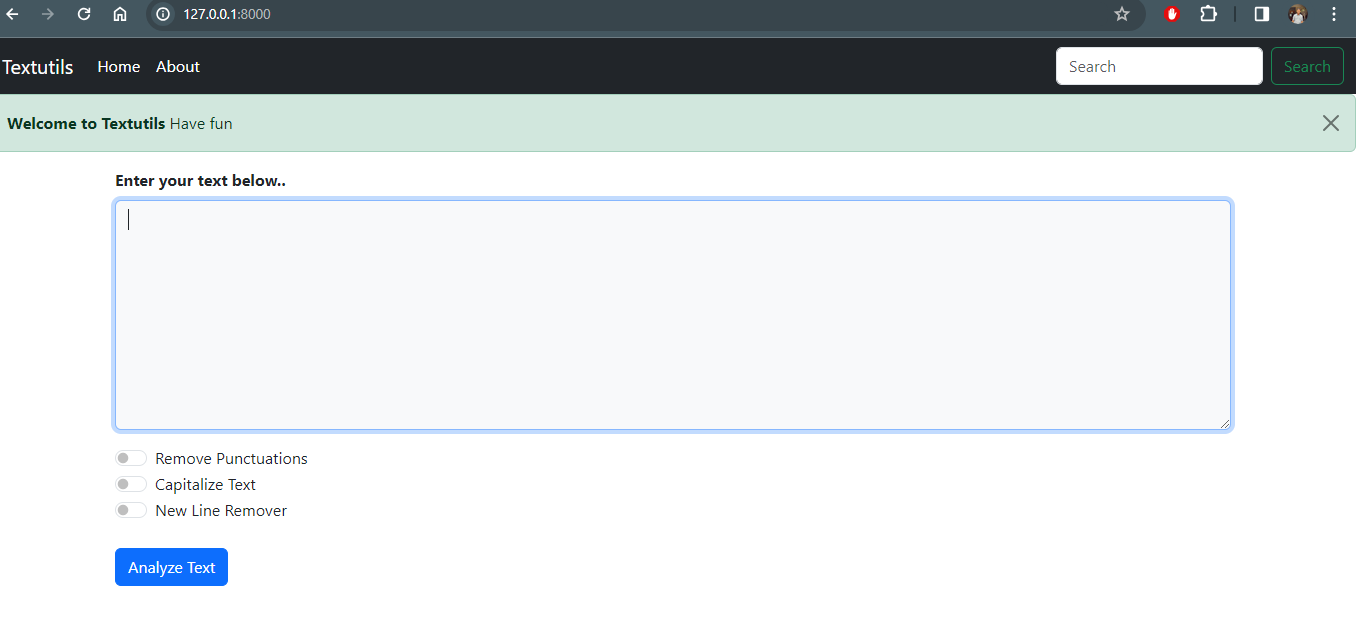 127.0.0.1:8000
Textutils Home About Search Search
Welcome to Textutils Have fun
Enter your text below..
Remove Punctuations
Capitalize Text
New Line Remover
Analyze Text